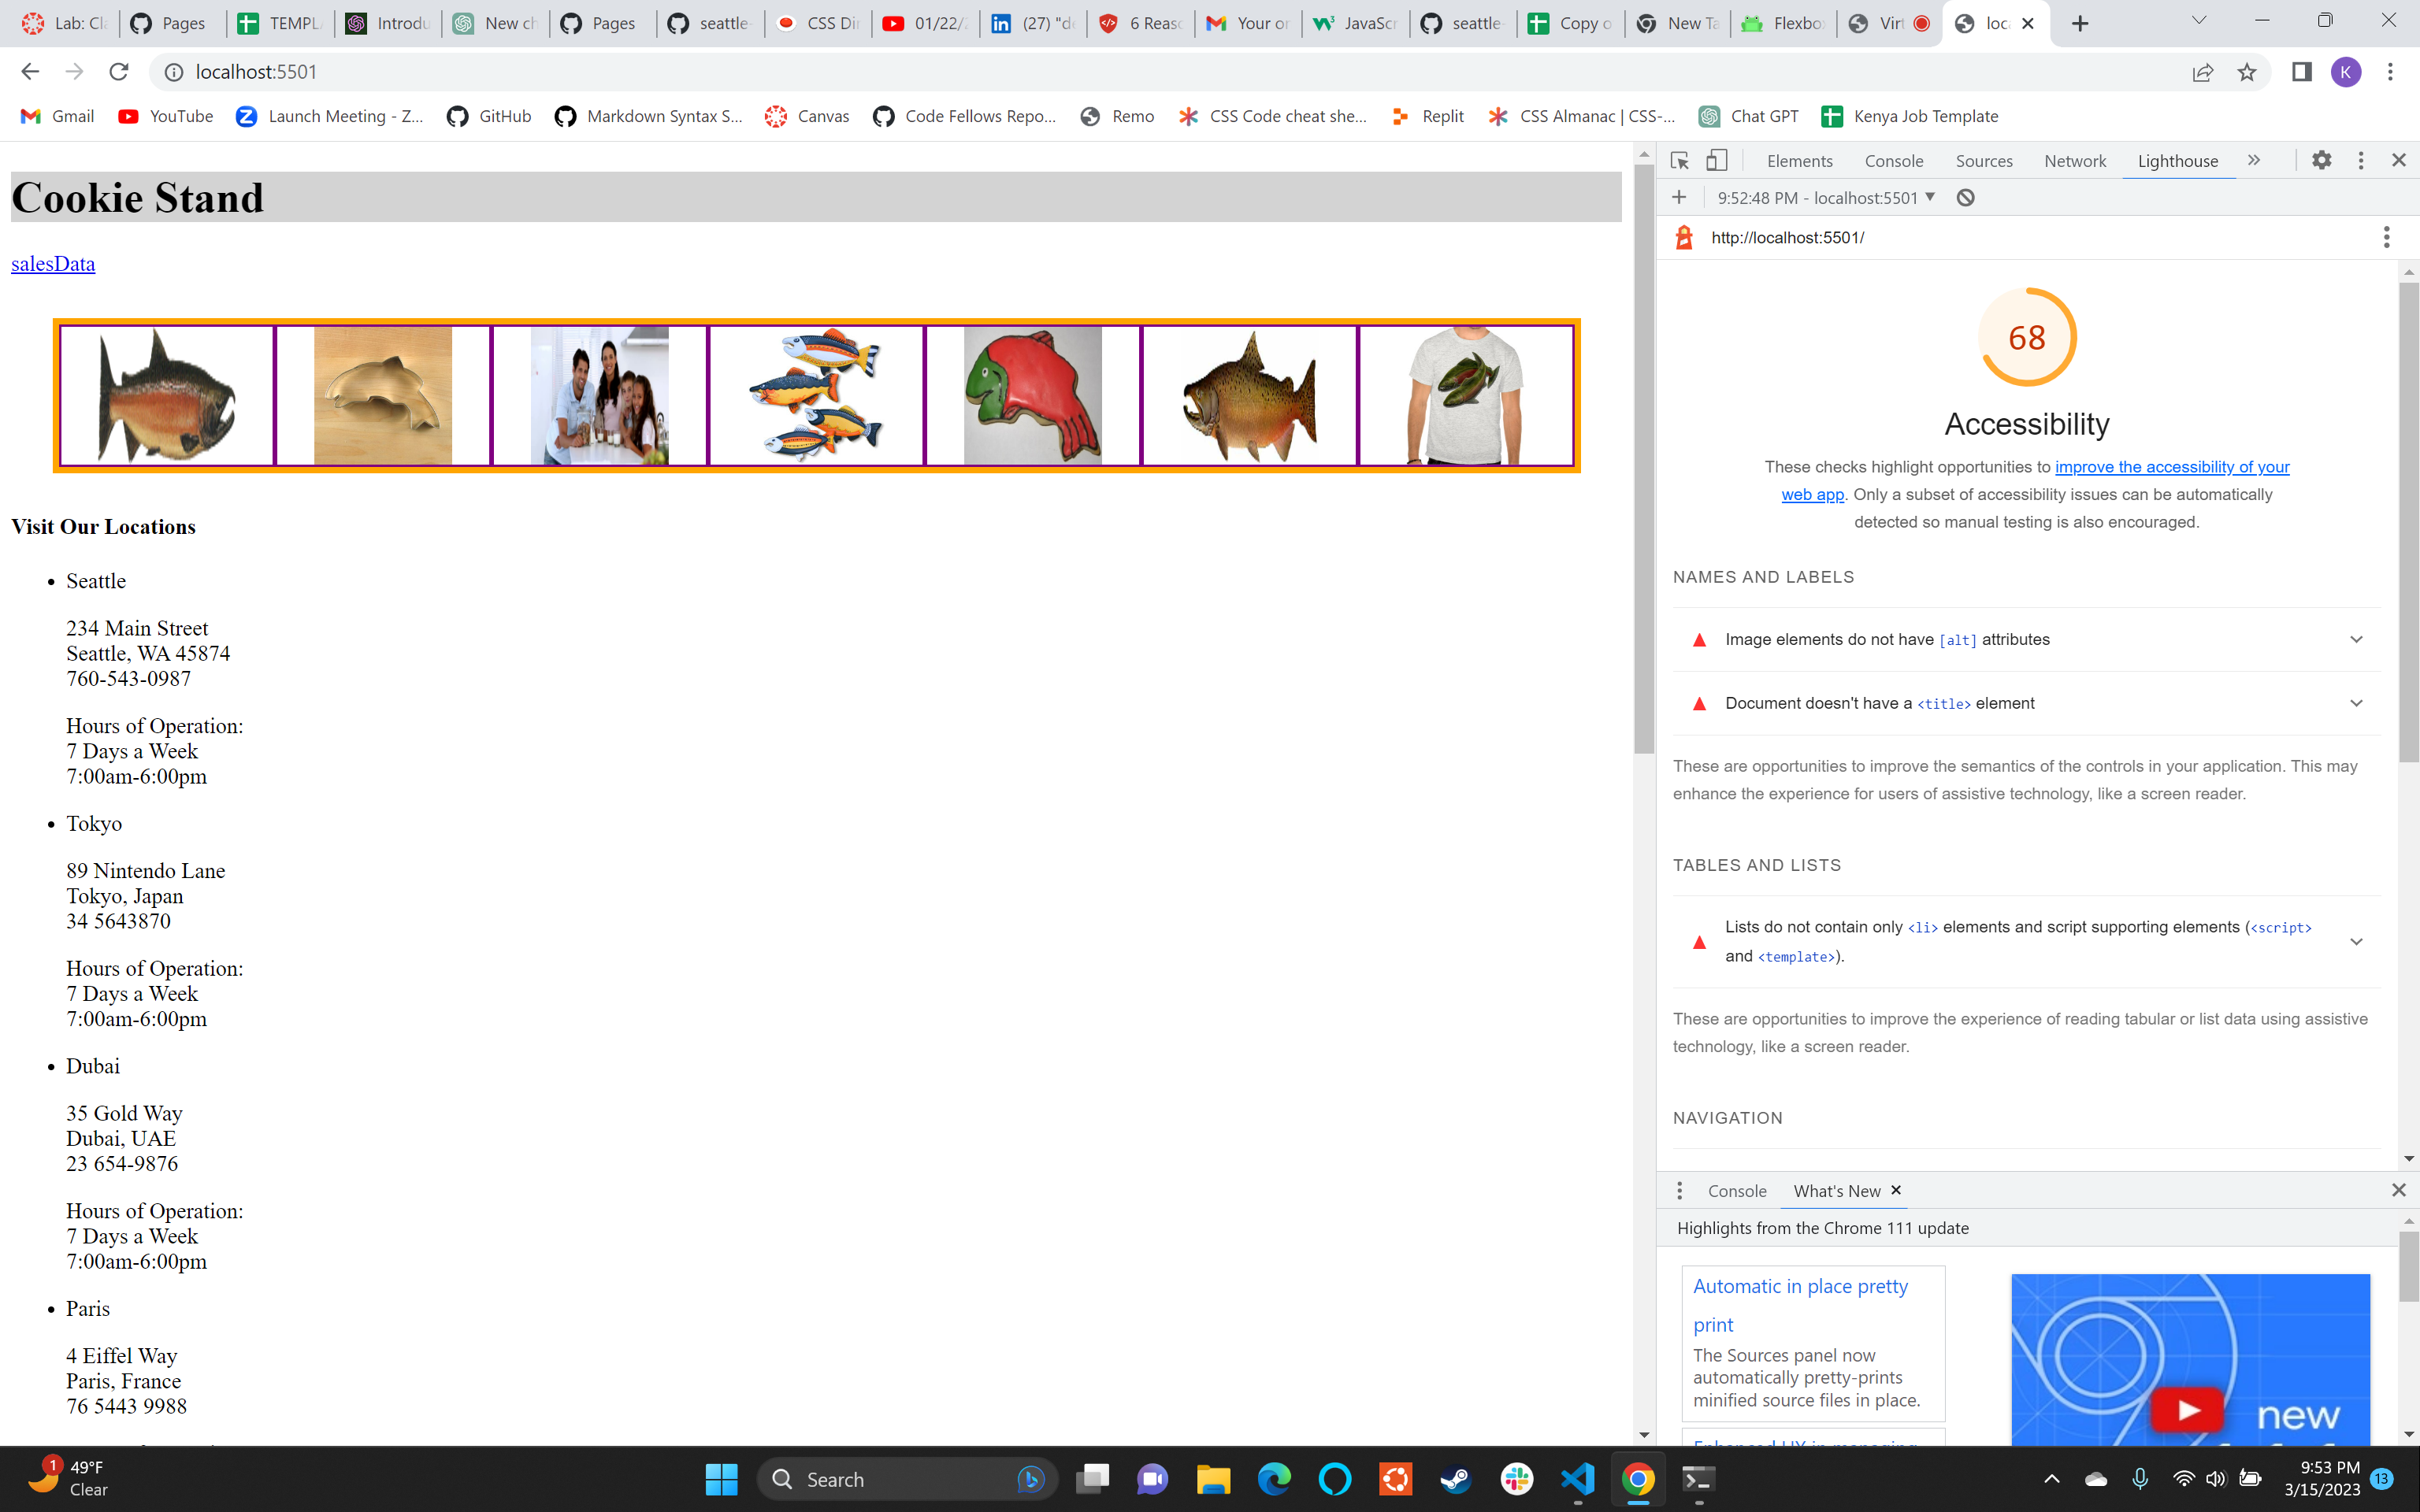 Lab: Cla
Pages
TEMPLA
Introdu
New ch
Pages
seattle-
CSS Din
01/22/2
(27) "de
6 Reaso
Your or
JavaScri
seattle-
Copy o
New Ta
Flexbox
Virt
loca
localhost:5501
K
Gmail
YouTube
Launch Meeting - Z...
GitHub
Markdown Syntax S...
Canvas
Code Fellows Repo...
Remo
CSS Code cheat she...
Replit
CSS Almanac | CSS-...
Chat GPT
Kenya Job Template
Cookie Stand
salesData
Visit Our Locations
• Seattle
234 Main Street
Seattle, WA 45874
760-543-0987
Hours of Operation:
7 Days a Week
7:00am-6:00pm
• Tokyo
89 Nintendo Lane
Tokyo, Japan
34 5643870
Hours of Operation:
7 Days a Week
7:00am-6:00pm
• Dubai
35 Gold Way
Dubai, UAE
23 654-9876
Hours of Operation:
7 Days a Week
7:00am-6:00pm
• Paris
4 Eiffel Way
Paris, France
76 5443 9988
Elements
Console
Sources
Network
Lighthouse
9:52:48 PM - localhost:5501
http://localhost:5501/
68
Accessibility
These checks highlight opportunities to improve the accessibility of your
web app. Only a subset of accessibility issues can be automatically
detected so manual testing is also encouraged.
NAMES AND LABELS
Image elements do not have [alt] attributes
Document doesn't have a <title> element
These are opportunities to improve the semantics of the controls in your application. This may
enhance the experience for users of assistive technology, like a screen reader.
TABLES AND LISTS
Lists do not contain only <li> elements and script supporting elements (<script>
and <template>).
These are opportunities to improve the experience of reading tabular or list data using assistive
technology, like a screen reader.
NAVIGATION
Console
What's New
Highlights from the Chrome 111 update
Automatic in place pretty
print
The Sources panel now
automatically pretty-prints
minified source files in place.
new
1
49°F
Clear
Search
9:53 PM
3/15/2023
13